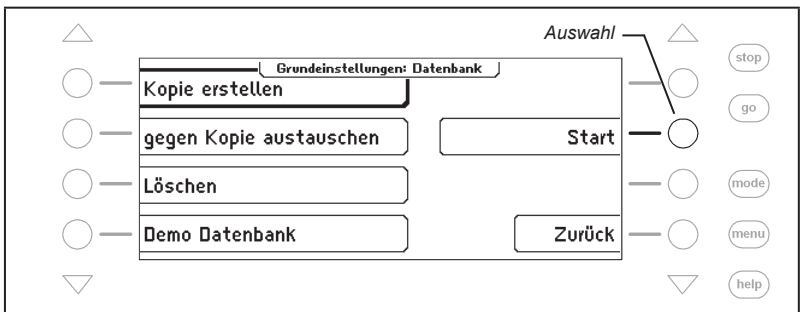 Auswahl
stop
Grundeinstellungen: Datenbank
Kopie erstellen
go
gegen Kopie austauschen
Start
Löschen
mode
Demo Datenbank
Zurück
menu
help